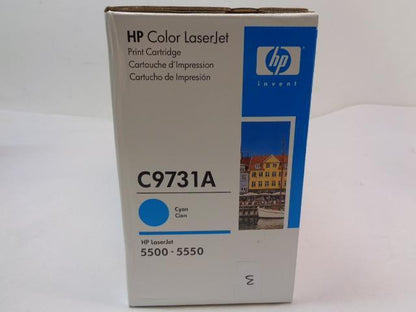 HP Color LaserJet
Print Cartridge
Cartouche d'Impression
Cartucho de Impresión
hp
invent
C9731A
Cyan
Cian
HP LaserJet
5500 - 5550
3